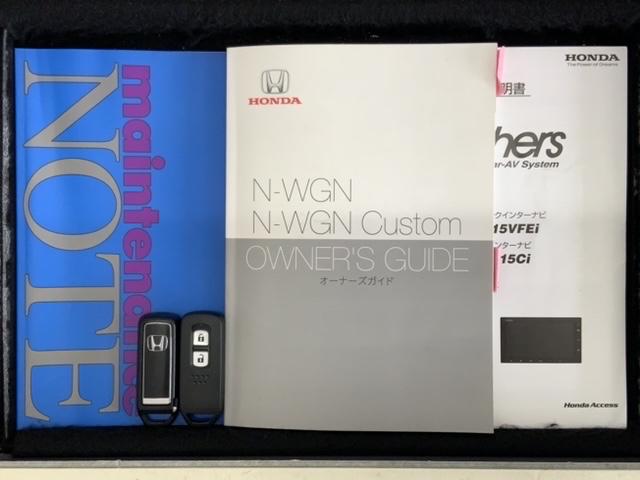 maintenance
NOTE
HONDA
N-WGN
N-WGN Custom
OWNER'S GUIDE
オーナーズガイド
HONDA
The Power of Dreams
明書
hers
ar-AV System
クインターナビ
15VFEi
ンターナビ
15Ci
Honda Access